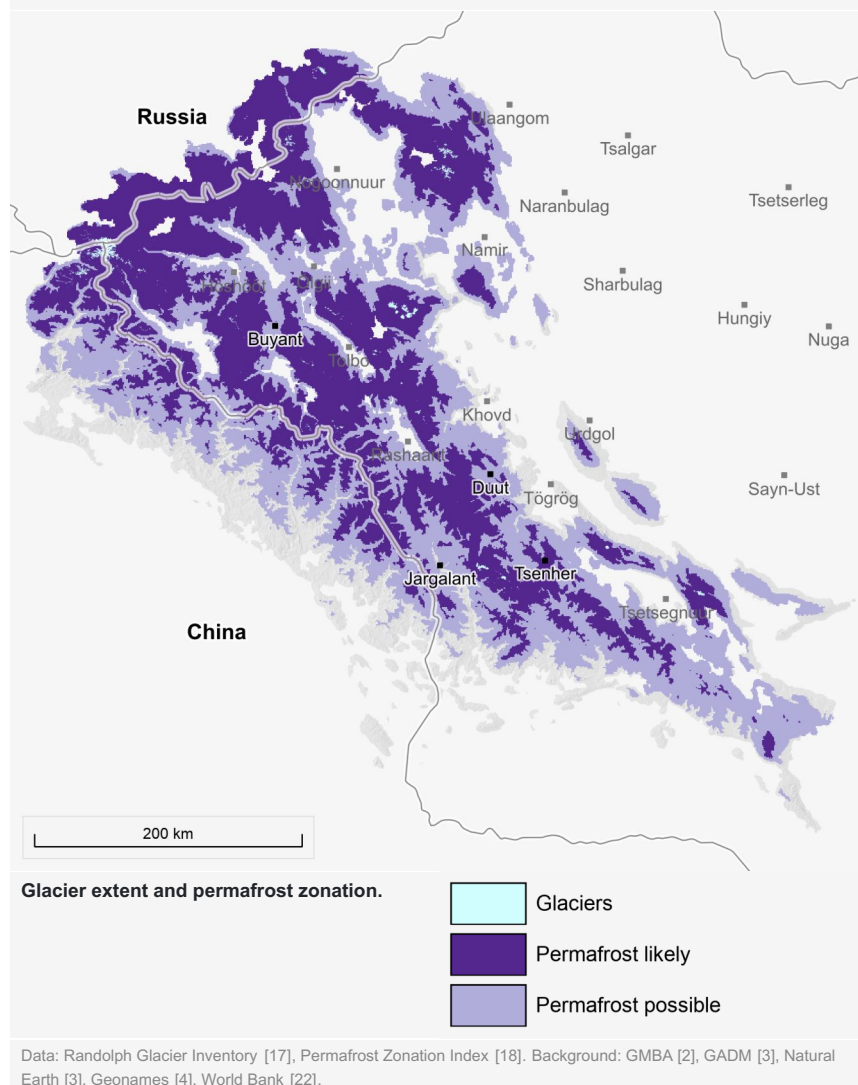 Russia
Ulaangom
Tsalgar
Nogoonnuur
Tsetserleg
Naranbulag
Namir
Hoshoot
Olgii
Sharbulag
Hungiy
Nuga
Buyant
Tolbo
Khovd
Urdgol
Rashaant
Duut
Tögrög
Sayn-Ust
Jargalant
Tsenher
Tsetsegnuur
China
200 km
Glacier extent and permafrost zonation.
Glaciers
Permafrost likely
Permafrost possible
Data: Randolph Glacier Inventory [17], Permafrost Zonation Index [18]. Background: GMBA [2], GADM [3], Natural
Earth [3], Geonames [4], World Bank [22].